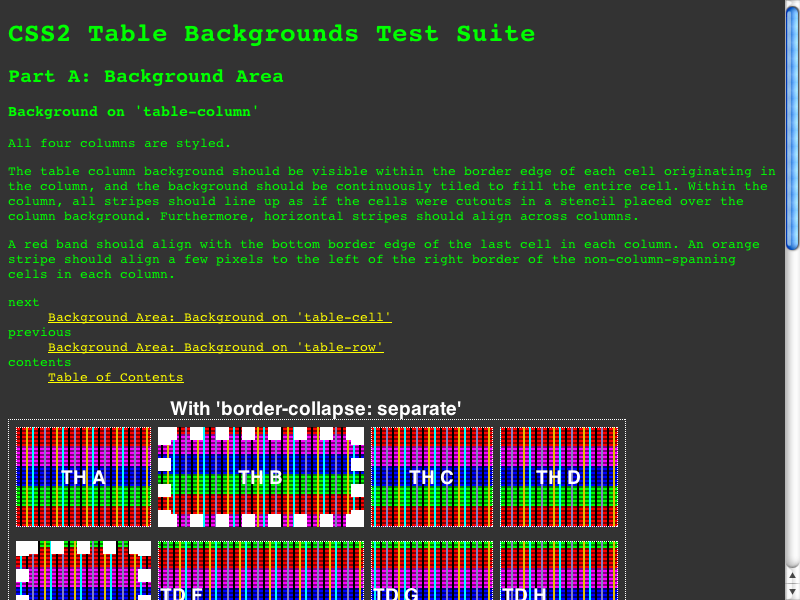 CSS2 Table Backgrounds Test Suite
Part A: Background Area
Background on 'table-column'
All four columns are styled.
The table column background should be visible within the border edge of each cell originating in
the column, and the background should be continuously tiled to fill the entire cell. Within the
column, all stripes should line up as if the cells were cutouts in a stencil placed over the
column background. Furthermore, horizontal stripes should align across columns.
A red band should align with the bottom border edge of the last cell in each column. An orange
stripe should align a few pixels to the left of the right border of the non-column-spanning
cells in each column.
next
Background Area: Background on 'table-cell'
previous
Background Area: Background on 'table-row'
contents
Table of Contents
With 'border-collapse: separate'
TH A TH B TH C TH D
TD F TD G TD H